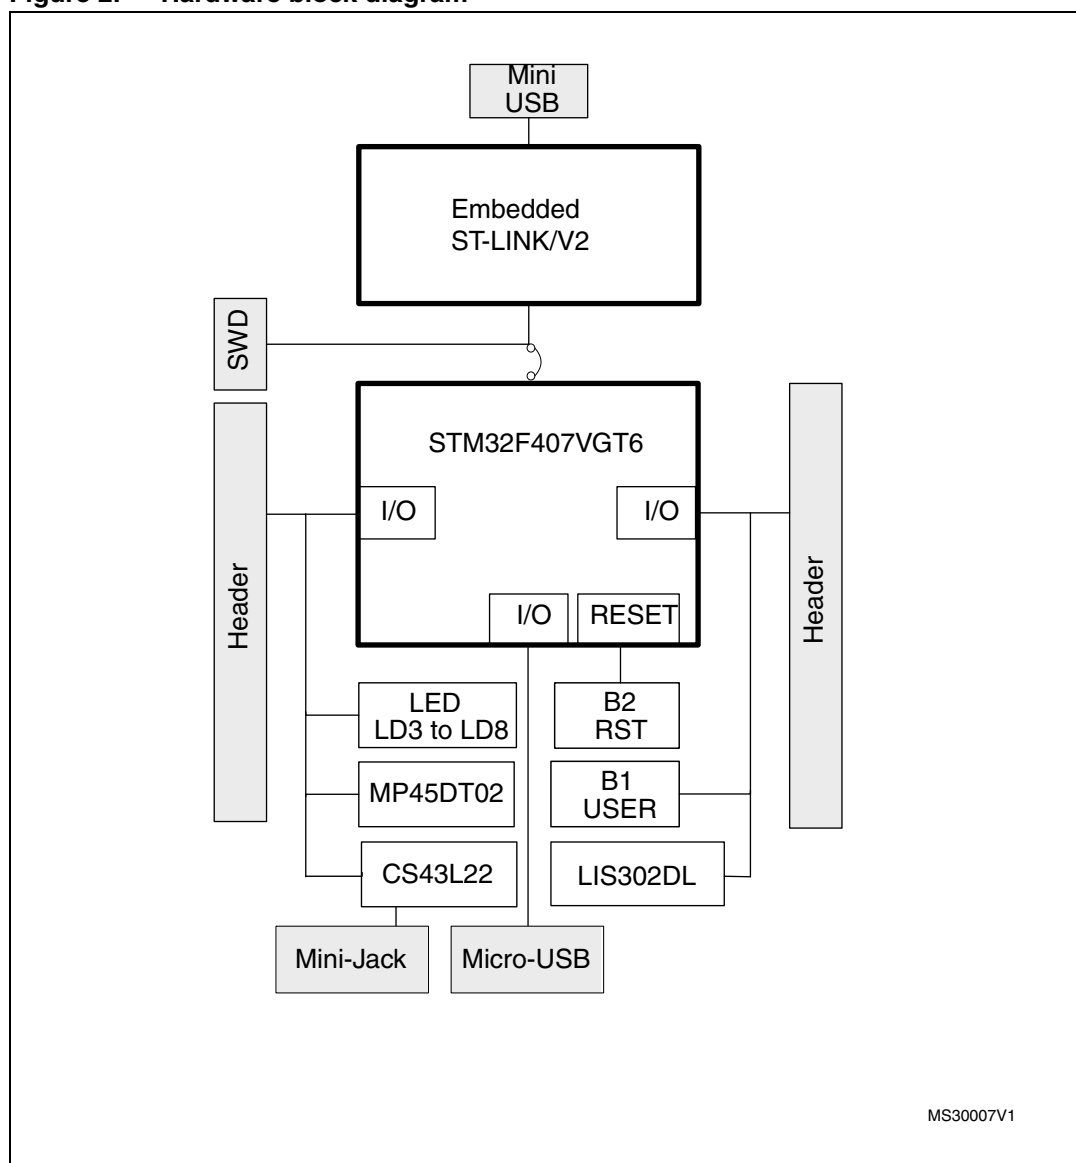 Figure 2. Hardware block diagram
Mini
USB
Embedded
ST-LINK/V2
SWD
STM32F407VGT6
I/O
I/O
Header
Header
I/O
RESET
LED
LD3 to LD8
B2
RST
MP45DT02
B1
USER
CS43L22
LIS302DL
Mini-Jack
Micro-USB
MS30007V1